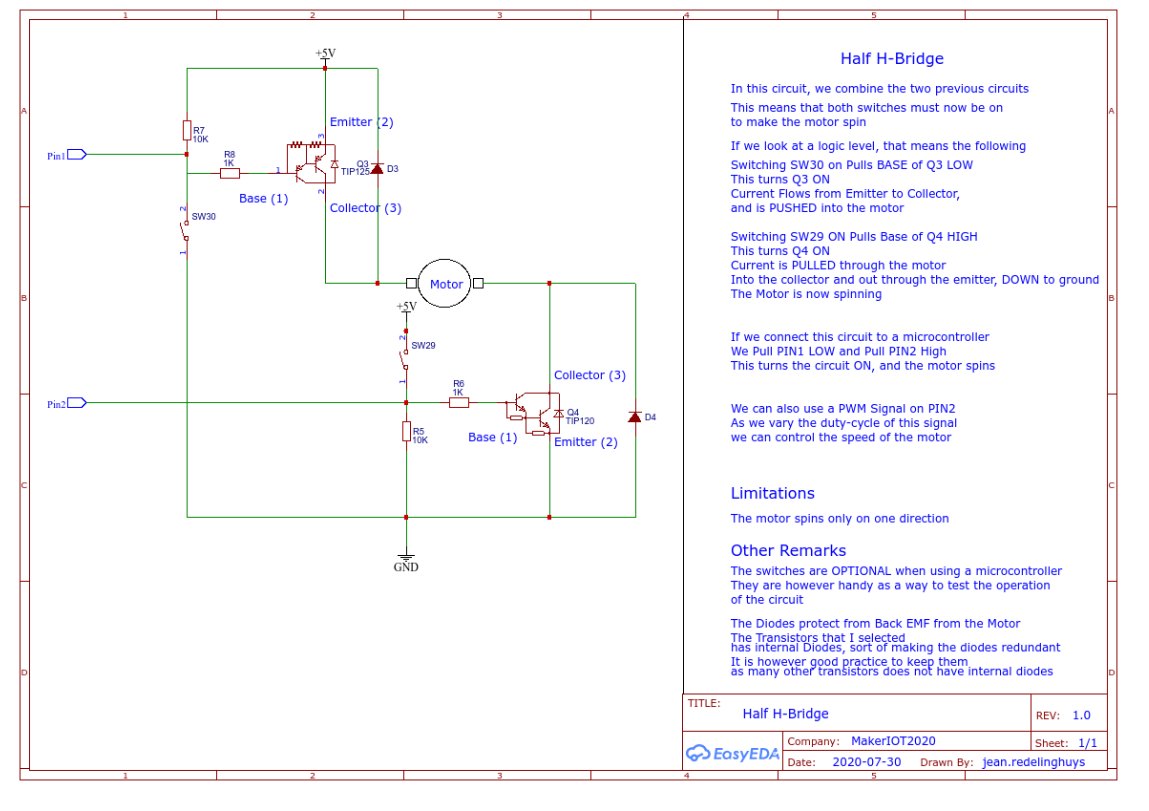 1 2 3 4 5
A
B
C
D
A
B
C
D
1 2 3 4 5
+5V
Emitter (2)
R7
10K
Pin1
R8
1K
1
3
Q3
TIP125
D3
2
Base (1)
Collector (3)
2
SW30
1
Motor
+5V
2
SW29
1
Collector (3)
R6
1K
Pin2
Q4
TIP120
D4
R5
10K
Base (1)
Emitter (2)
GND
Half H-Bridge
In this circuit, we combine the two previous circuits
This means that both switches must now be on
to make the motor spin
If we look at a logic level, that means the following
Switching SW30 on Pulls BASE of Q3 LOW
This turns Q3 ON
Current Flows from Emitter to Collector,
and is PUSHED into the motor
Switching SW29 ON Pulls Base of Q4 HIGH
This turns Q4 ON
Current is PULLED through the motor
Into the collector and out through the emitter, DOWN to ground
The Motor is now spinning
If we connect this circuit to a microcontroller
We Pull PIN1 LOW and Pull PIN2 High
This turns the circuit ON, and the motor spins
We can also use a PWM Signal on PIN2
As we vary the duty-cycle of this signal
we can control the speed of the motor
Limitations
The motor spins only on one direction
Other Remarks
The switches are OPTIONAL when using a microcontroller
They are however handy as a way to test the operation
of the circuit
The Diodes protect from Back EMF from the Motor
The Transistors that I selected
has internal Diodes, sort of making the diodes redundant
It is however good practice to keep them
as many other transistors does not have internal diodes
TITLE:
Half H-Bridge
REV: 1.0
EasyEDA
Company: MakerIOT2020
Sheet: 1/1
Date: 2020-07-30 Drawn By: jean.redelinghuys